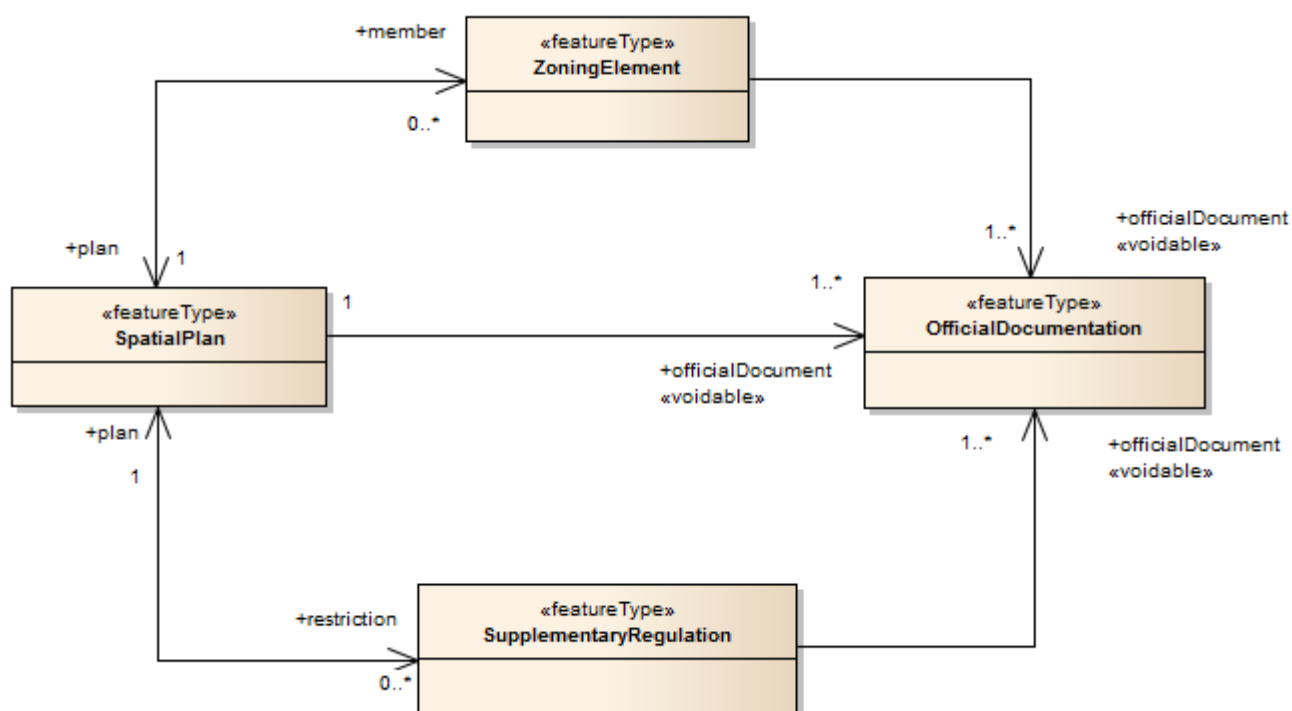 +member
«featureType»
ZoningElement
0..*
+officialDocument
«voidable»
1..*
+plan
1
«featureType»
SpatialPlan
1
1..*
«featureType»
OfficialDocumentation
+officialDocument
«voidable»
+plan
1
1..*
+officialDocument
«voidable»
+restriction
0..*
«featureType»
SupplementaryRegulation